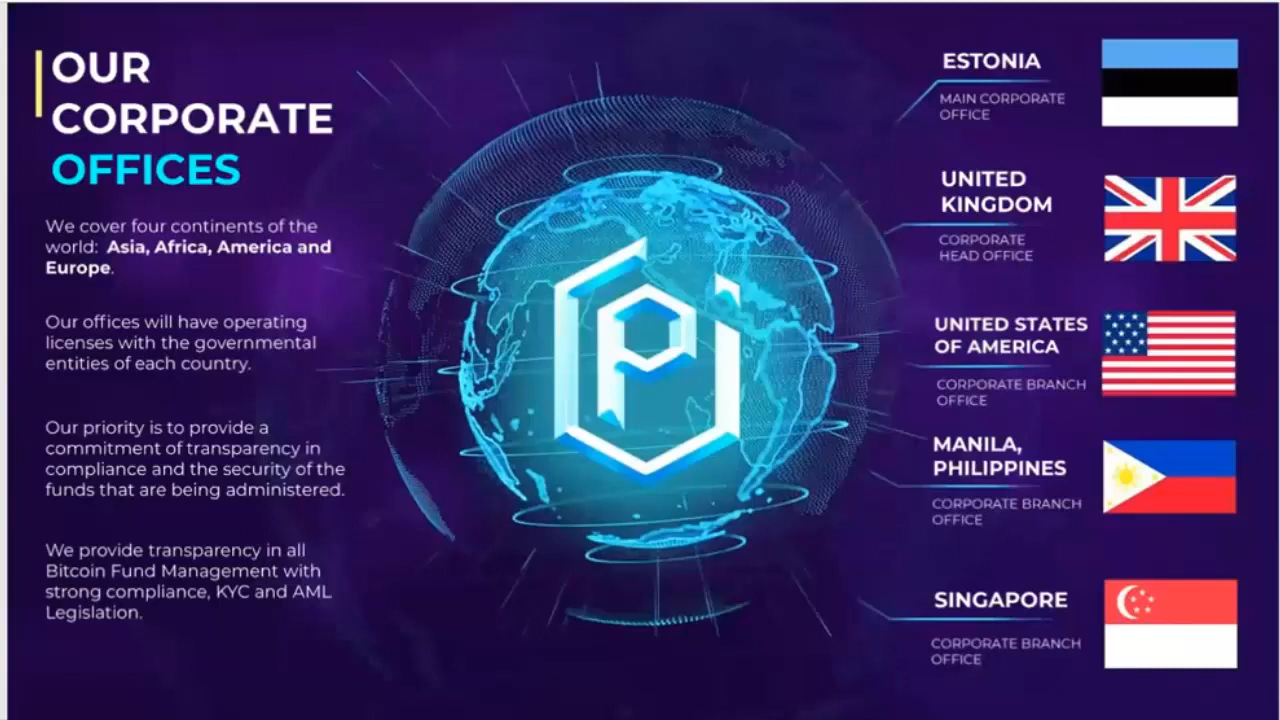 OUR
CORPORATE
OFFICES
We cover four continents of the
world: Asia, Africa, America and
Europe.
Our offices will have operating
licenses with the governmental
entities of each country.
Our priority is to provide a
commitment of transparency in
compliance and the security of the
funds that are being administered.
We provide transparency in all
Bitcoin Fund Management with
strong compliance, KYC and AML
Legislation.
P
ESTONIA
MAIN CORPORATE
OFFICE
UNITED
KINGDOM
CORPORATE
HEAD OFFICE
UNITED STATES
OF AMERICA
CORPORATE BRANCH
OFFICE
MANILA,
PHILIPPINES
CORPORATE BRANCH
OFFICE
SINGAPORE
CORPORATE BRANCH
OFFICE